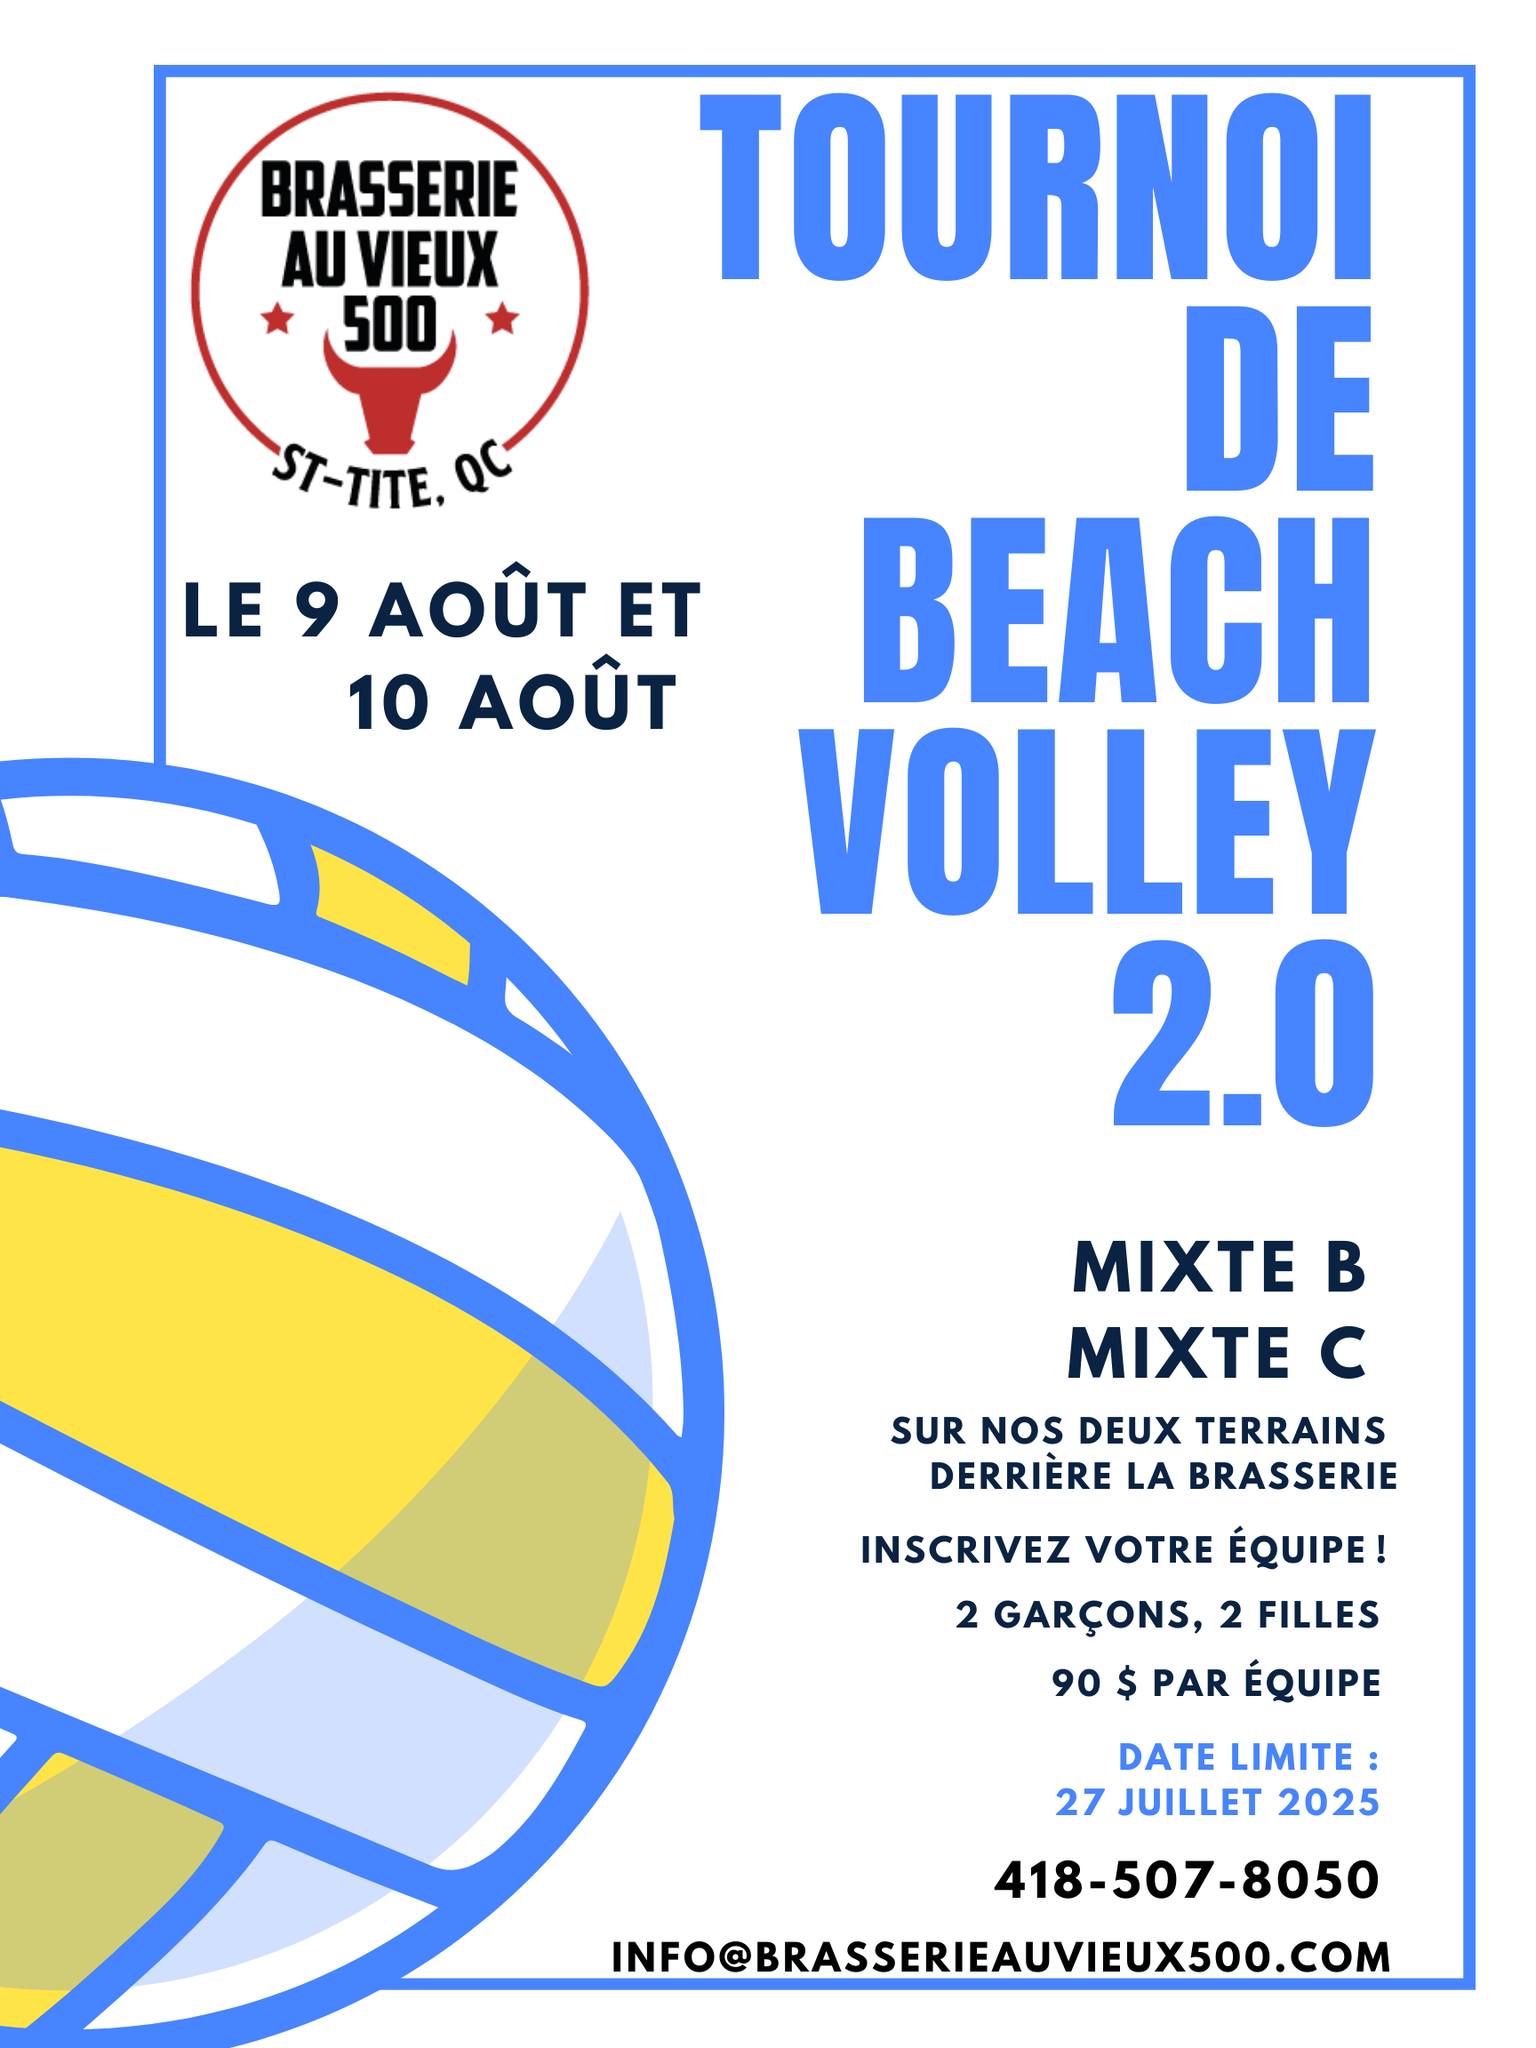 BRASSERIE
AU VIEUX
500
ST-TITE, QC
TOURNOI
DE
BEACH
VOLLEY
2.0
LE 9 AOÛT ET
10 AOÛT
MIXTE B
MIXTE C
SUR NOS DEUX TERRAINS
DERRIÈRE LA BRASSERIE
INSCRIVEZ VOTRE ÉQUIPE !
2 GARÇONS, 2 FILLES
90 $ PAR ÉQUIPE
DATE LIMITE :
27 JUILLET 2025
418-507-8050
INFO@BRASSERIEAUVIEUX500.COM